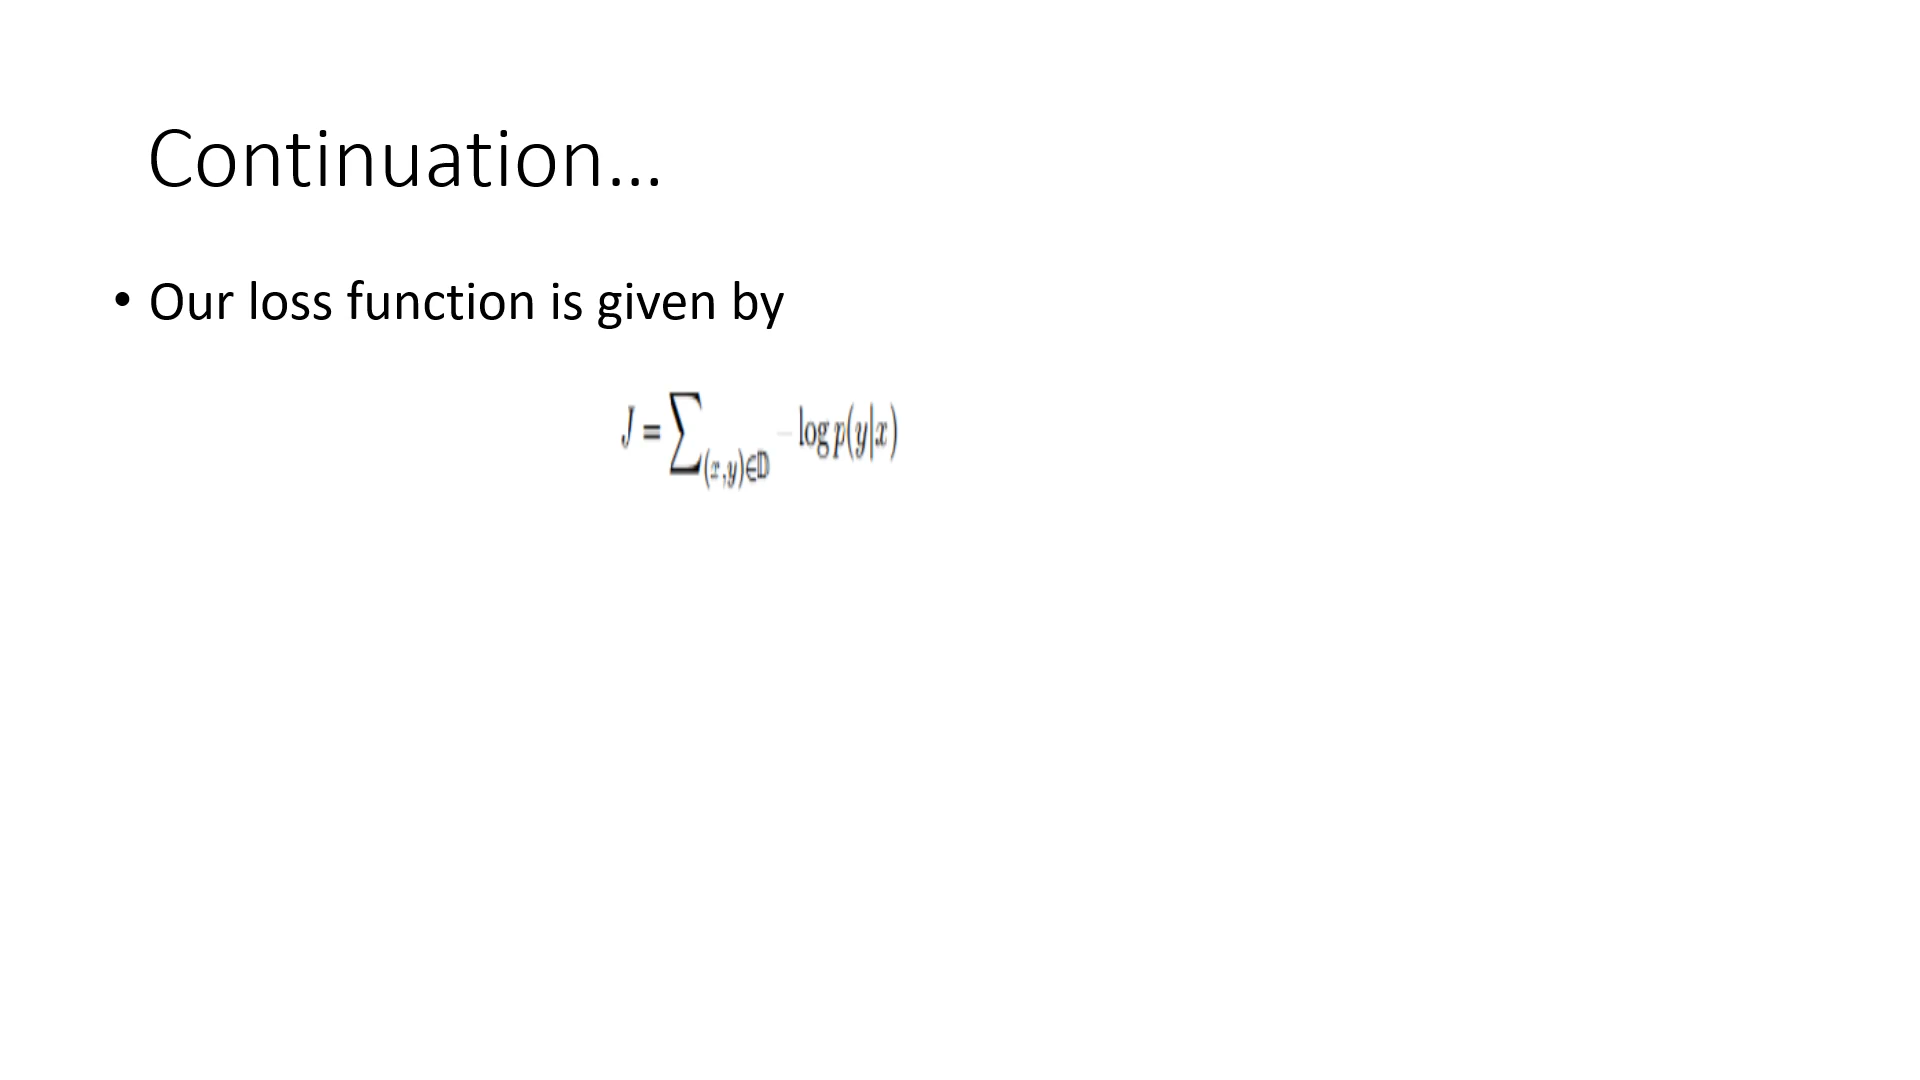 Continuation…
• Our loss function is given by
J = ∑_(x,y)∈𝔻 − log p(y|x)